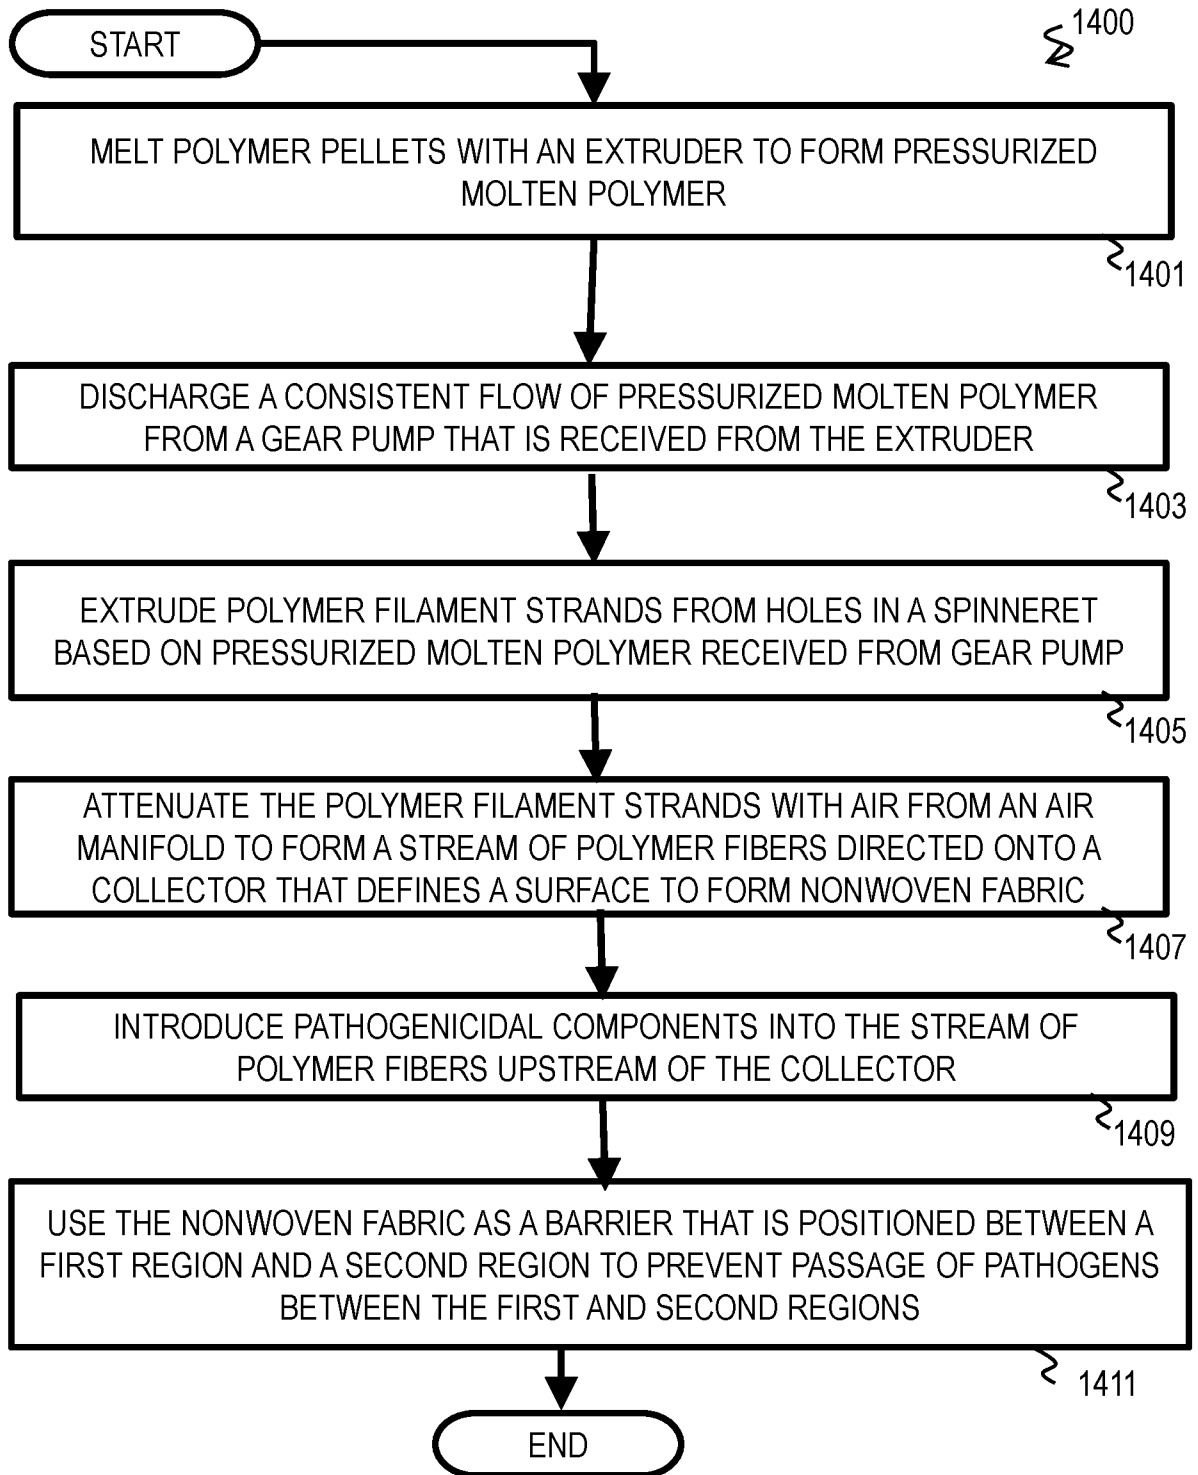 START
1400
MELT POLYMER PELLETS WITH AN EXTRUDER TO FORM PRESSURIZED
MOLTEN POLYMER
1401
DISCHARGE A CONSISTENT FLOW OF PRESSURIZED MOLTEN POLYMER
FROM A GEAR PUMP THAT IS RECEIVED FROM THE EXTRUDER
1403
EXTRUDE POLYMER FILAMENT STRANDS FROM HOLES IN A SPINNERET
BASED ON PRESSURIZED MOLTEN POLYMER RECEIVED FROM GEAR PUMP
1405
ATTENUATE THE POLYMER FILAMENT STRANDS WITH AIR FROM AN AIR
MANIFOLD TO FORM A STREAM OF POLYMER FIBERS DIRECTED ONTO A
COLLECTOR THAT DEFINES A SURFACE TO FORM NONWOVEN FABRIC
1407
INTRODUCE PATHOGENICIDAL COMPONENTS INTO THE STREAM OF
POLYMER FIBERS UPSTREAM OF THE COLLECTOR
1409
USE THE NONWOVEN FABRIC AS A BARRIER THAT IS POSITIONED BETWEEN A
FIRST REGION AND A SECOND REGION TO PREVENT PASSAGE OF PATHOGENS
BETWEEN THE FIRST AND SECOND REGIONS
1411
END